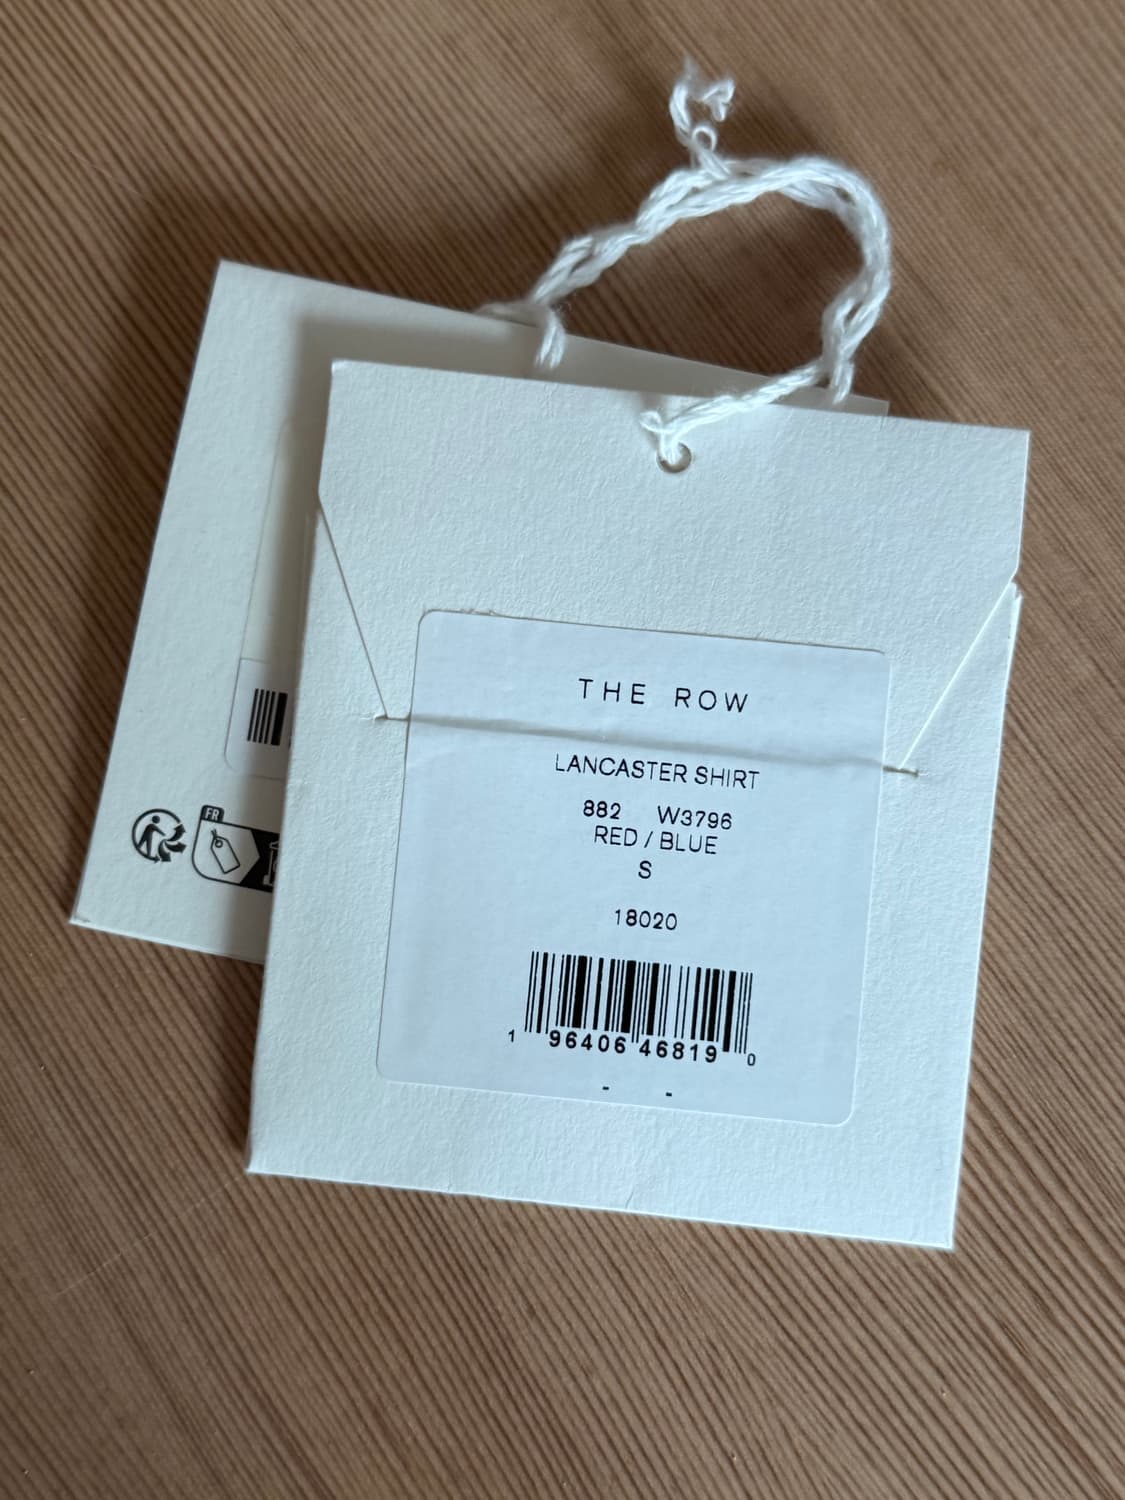 THE ROW
LANCASTER SHIRT
882 W3796
RED / BLUE
S
18020
1 96406 46819 0
- -
FR